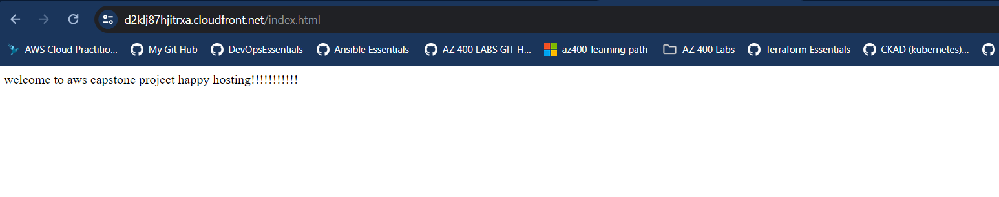 d2klj87hjitrxa.cloudfront.net/index.html
AWS Cloud Practitio... My Git Hub DevOpsEssentials Ansible Essentials AZ 400 LABS GIT H... az400-learning path AZ 400 Labs Terraform Essentials CKAD (kubernetes)...
welcome to aws capstone project happy hosting!!!!!!!!!!!